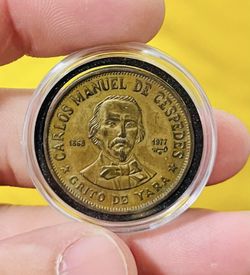 CARLOS MANUEL DE CESPEDES
1868 1977
★ GRITO DE YARA ★